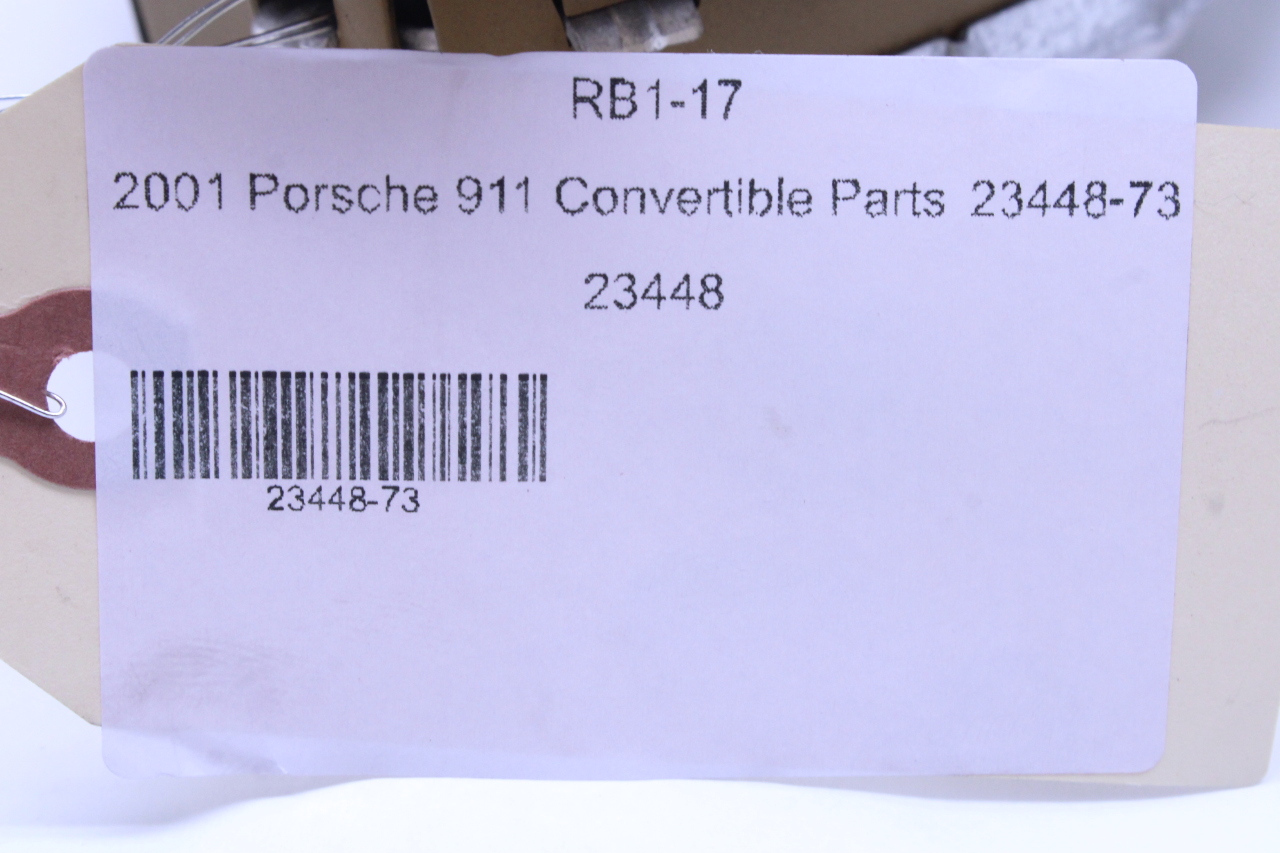 RB1-17
2001 Porsche 911 Convertible Parts 23448-73
23448
23448-73